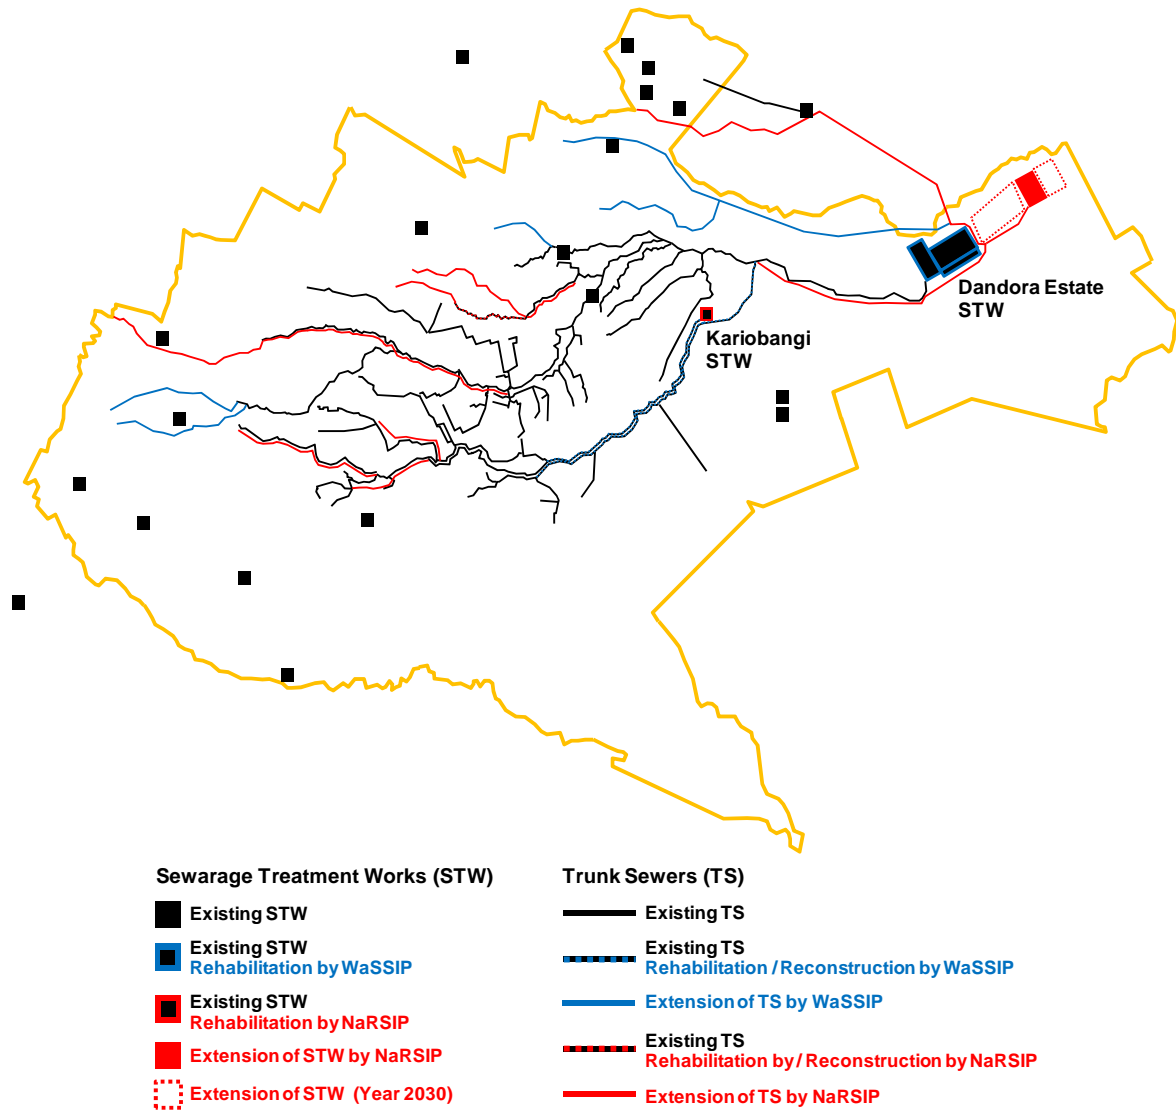 Dandora Estate
STW
Kariobangi
STW
Sewarage Treatment Works (STW)
Existing STW
Existing STW
Rehabilitation by WaSSIP
Existing STW
Rehabilitation by NaRSIP
Extension of STW by NaRSIP
Extension of STW (Year 2030)
Trunk Sewers (TS)
Existing TS
Existing TS
Rehabilitation / Reconstruction by WaSSIP
Extension of TS by WaSSIP
Existing TS
Rehabilitation by / Reconstruction by NaRSIP
Extension of TS by NaRSIP